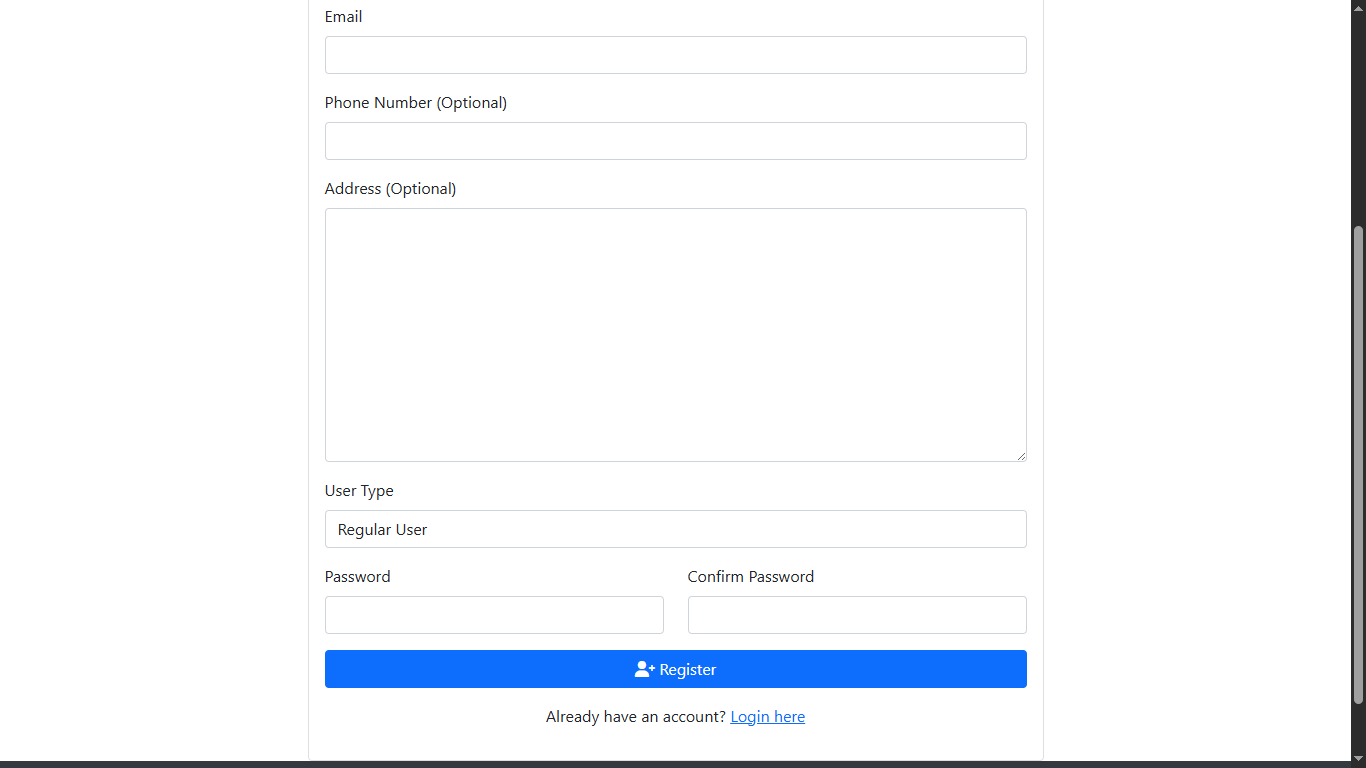 Email
Phone Number (Optional)
Address (Optional)
User Type
Regular User
Password Confirm Password
Register
Already have an account? Login here